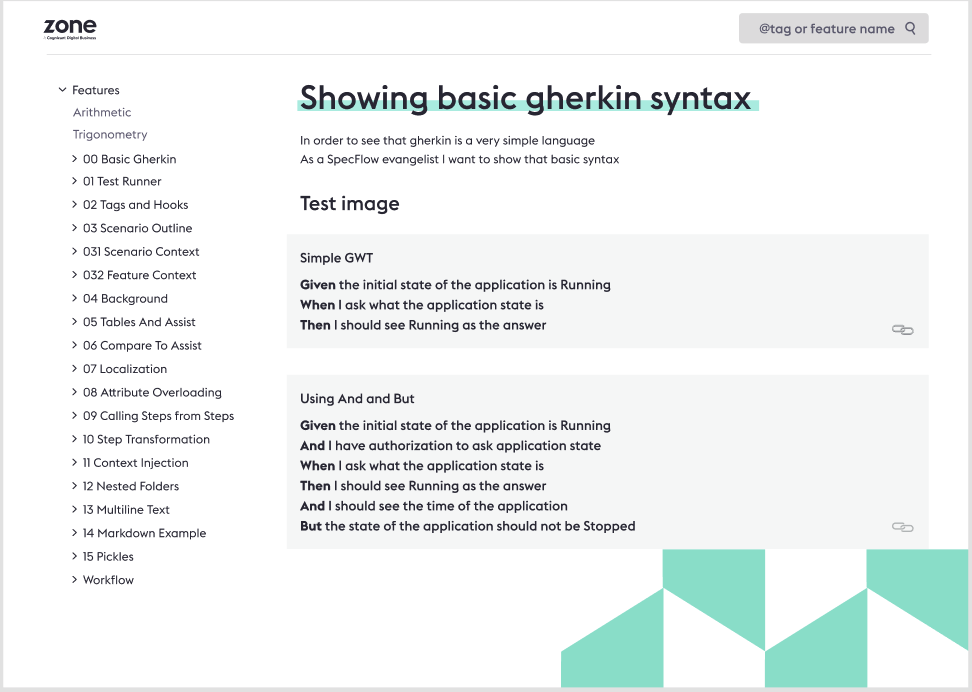 zone
a Cognizant Digital Business
@tag or feature name
Features
Arithmetic
Trigonometry
00 Basic Gherkin
01 Test Runner
02 Tags and Hooks
03 Scenario Outline
031 Scenario Context
032 Feature Context
04 Background
05 Tables And Assist
06 Compare To Assist
07 Localization
08 Attribute Overloading
09 Calling Steps from Steps
10 Step Transformation
11 Context Injection
12 Nested Folders
13 Multiline Text
14 Markdown Example
15 Pickles
Workflow
Showing basic gherkin syntax
In order to see that gherkin is a very simple language
As a SpecFlow evangelist I want to show that basic syntax
Test image
Simple GWT
Given the initial state of the application is Running
When I ask what the application state is
Then I should see Running as the answer
Using And and But
Given the initial state of the application is Running
And I have authorization to ask application state
When I ask what the application state is
Then I should see Running as the answer
And I should see the time of the application
But the state of the application should not be Stopped